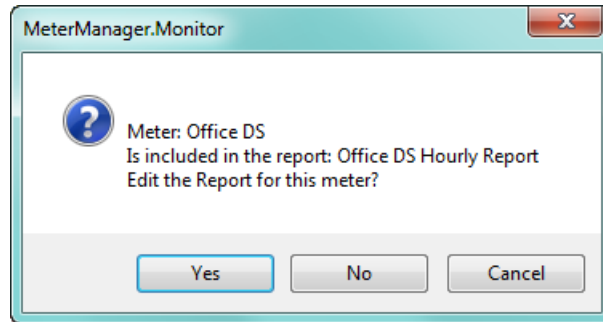 MeterManager.Monitor
Meter: Office DS
Is included in the report: Office DS Hourly Report
Edit the Report for this meter?
Yes
No
Cancel